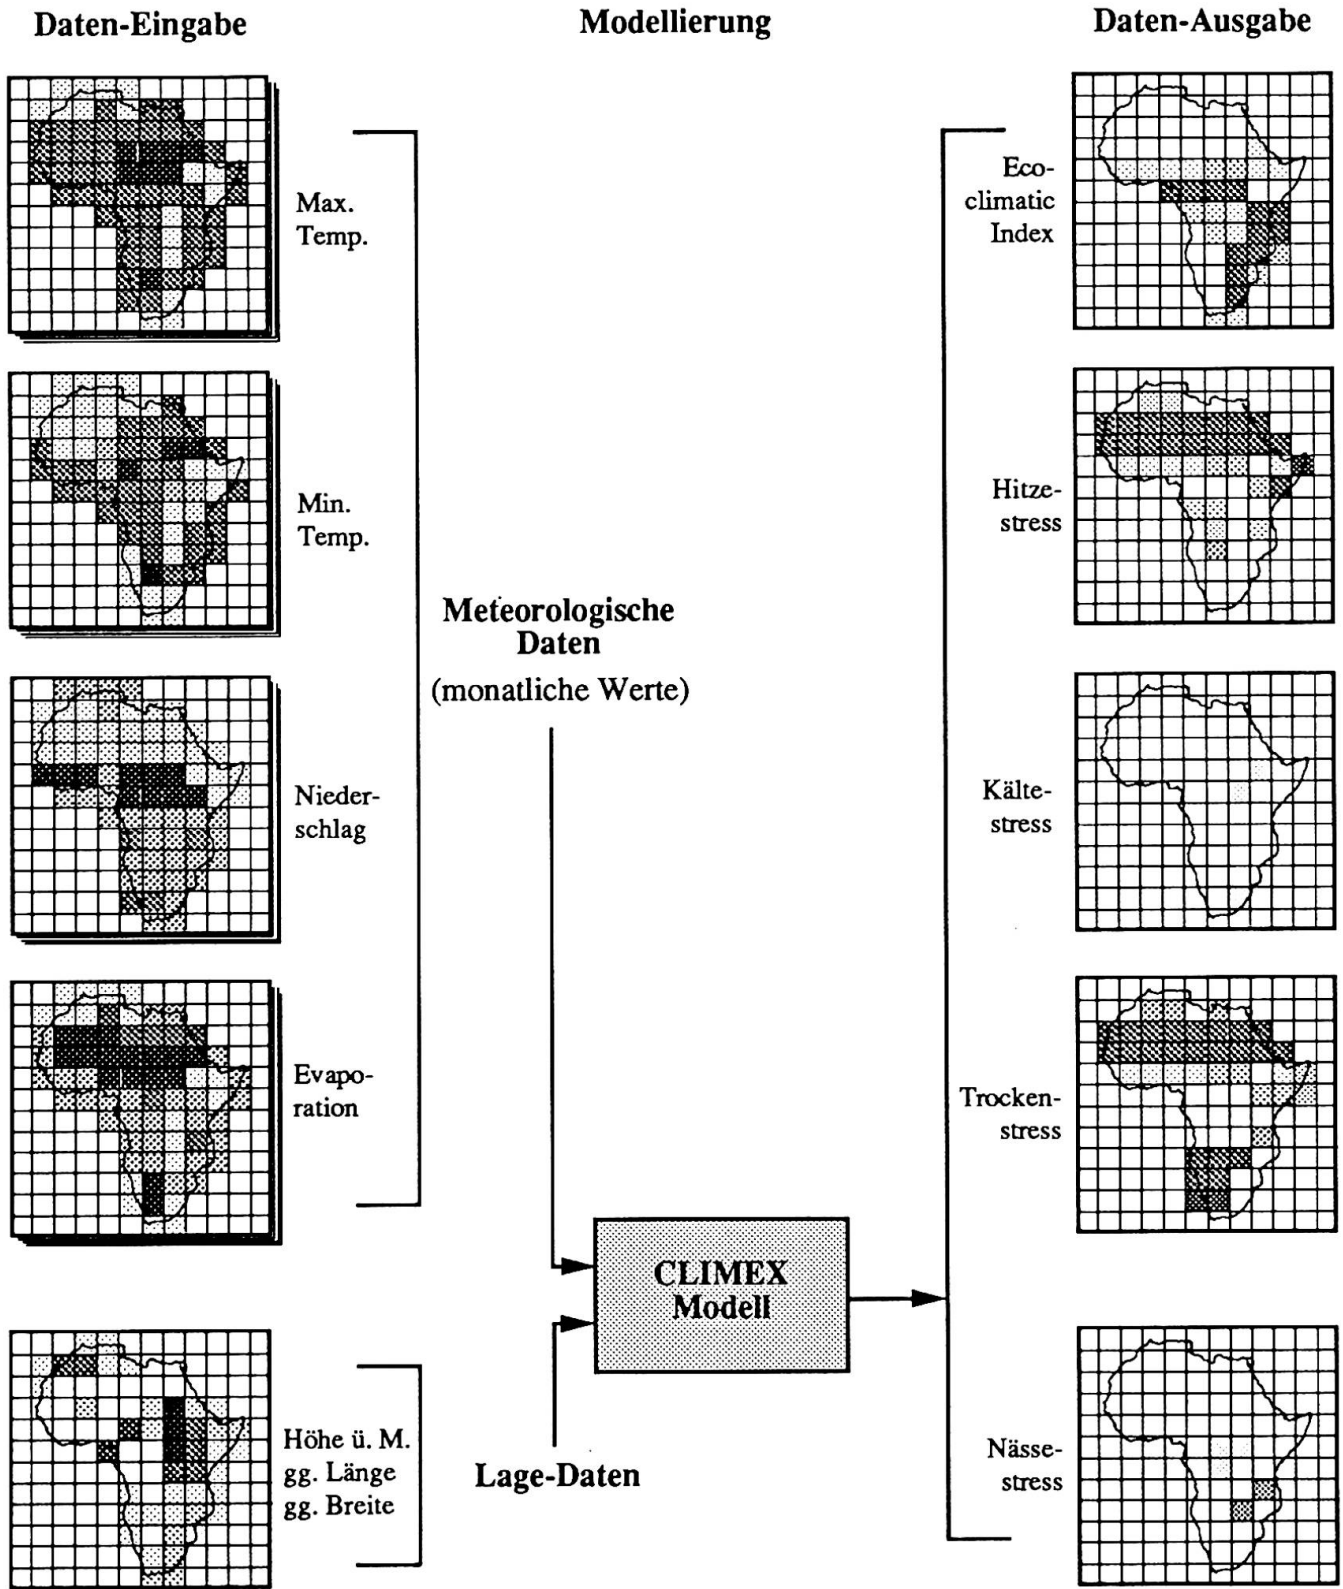 Daten-Eingabe
Modellierung
Daten-Ausgabe
Max.
Temp.
Min.
Temp.
Nieder-
schlag
Evapo-
ration
Höhe ü. M.
gg. Länge
gg. Breite
Meteorologische
Daten
(monatliche Werte)
CLIMEX
Modell
Lage-Daten
Eco-
climatic
Index
Hitze-
stress
Kälte-
stress
Trocken-
stress
Nässe-
stress